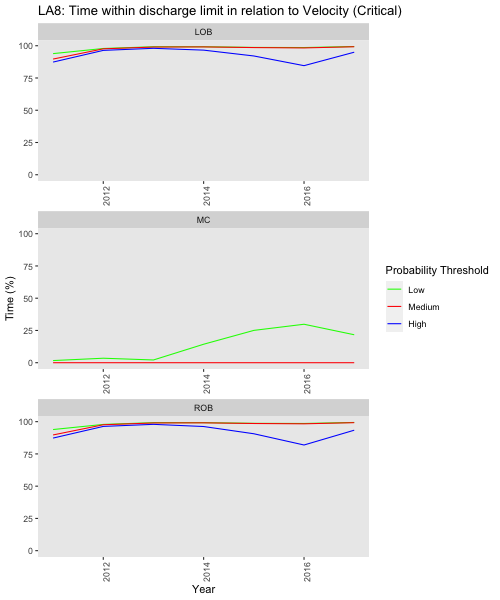 LA8: Time within discharge limit in relation to Velocity (Critical)
LOB
100
75
50
25
0
2012
2014
2016
MC
100
75
50
25
0
2012
2014
2016
ROB
100
75
50
25
0
2012
2014
2016
Time (%)
Year
Probability Threshold
Low
Medium
High